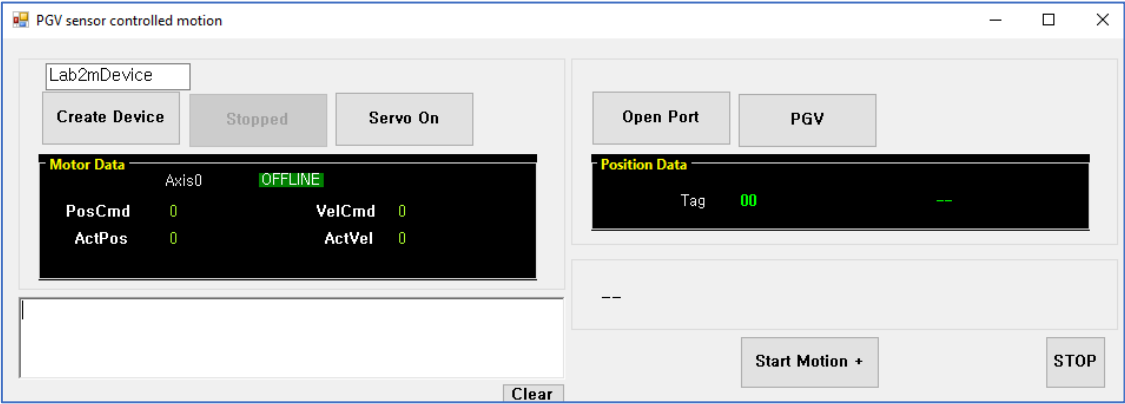 PGV sensor controlled motion
Lab2mDevice
Create Device
Stopped
Servo On
Motor Data
Axis0
OFFLINE
PosCmd 0
VelCmd 0
ActPos 0
ActVel 0
Clear
Open Port
PGV
Position Data
Tag 00 --
--
Start Motion +
STOP